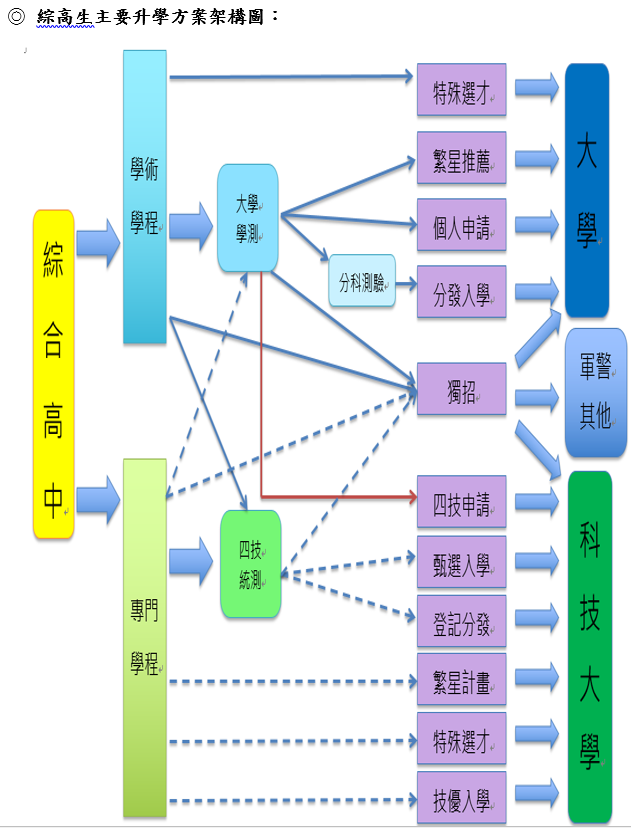 ◎ 綜高生主要升學方案架構圖：
綜
合
高
中
學術
學程
專門
學程
大學
學測
分科測驗
四技
統測
特殊選才
繁星推薦
個人申請
分發入學
獨招
四技申請
甄選入學
登記分發
繁星計畫
特殊選才
技優入學
大
學
軍警
其他
科
技
大
學